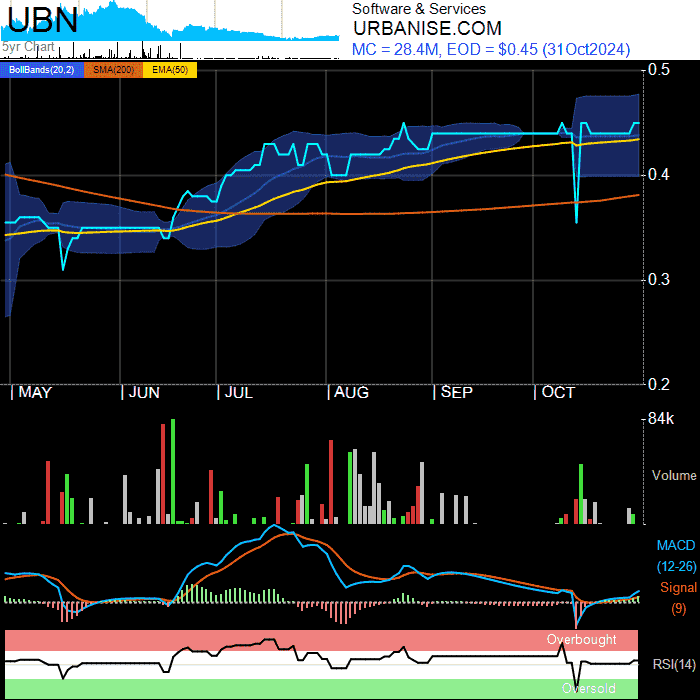 UBN
Software & Services
URBANISE.COM
5yr Chart
MC = 28.4M, EOD = $0.45 (31Oct2024)
BollBands(20,2) SMA(200) EMA(50)
0.5
0.4
0.3
0.2
MAY JUN JUL AUG SEP OCT
84k
Volume
MACD
(12-26)
Signal
(9)
Overbought
RSI(14)
Oversold